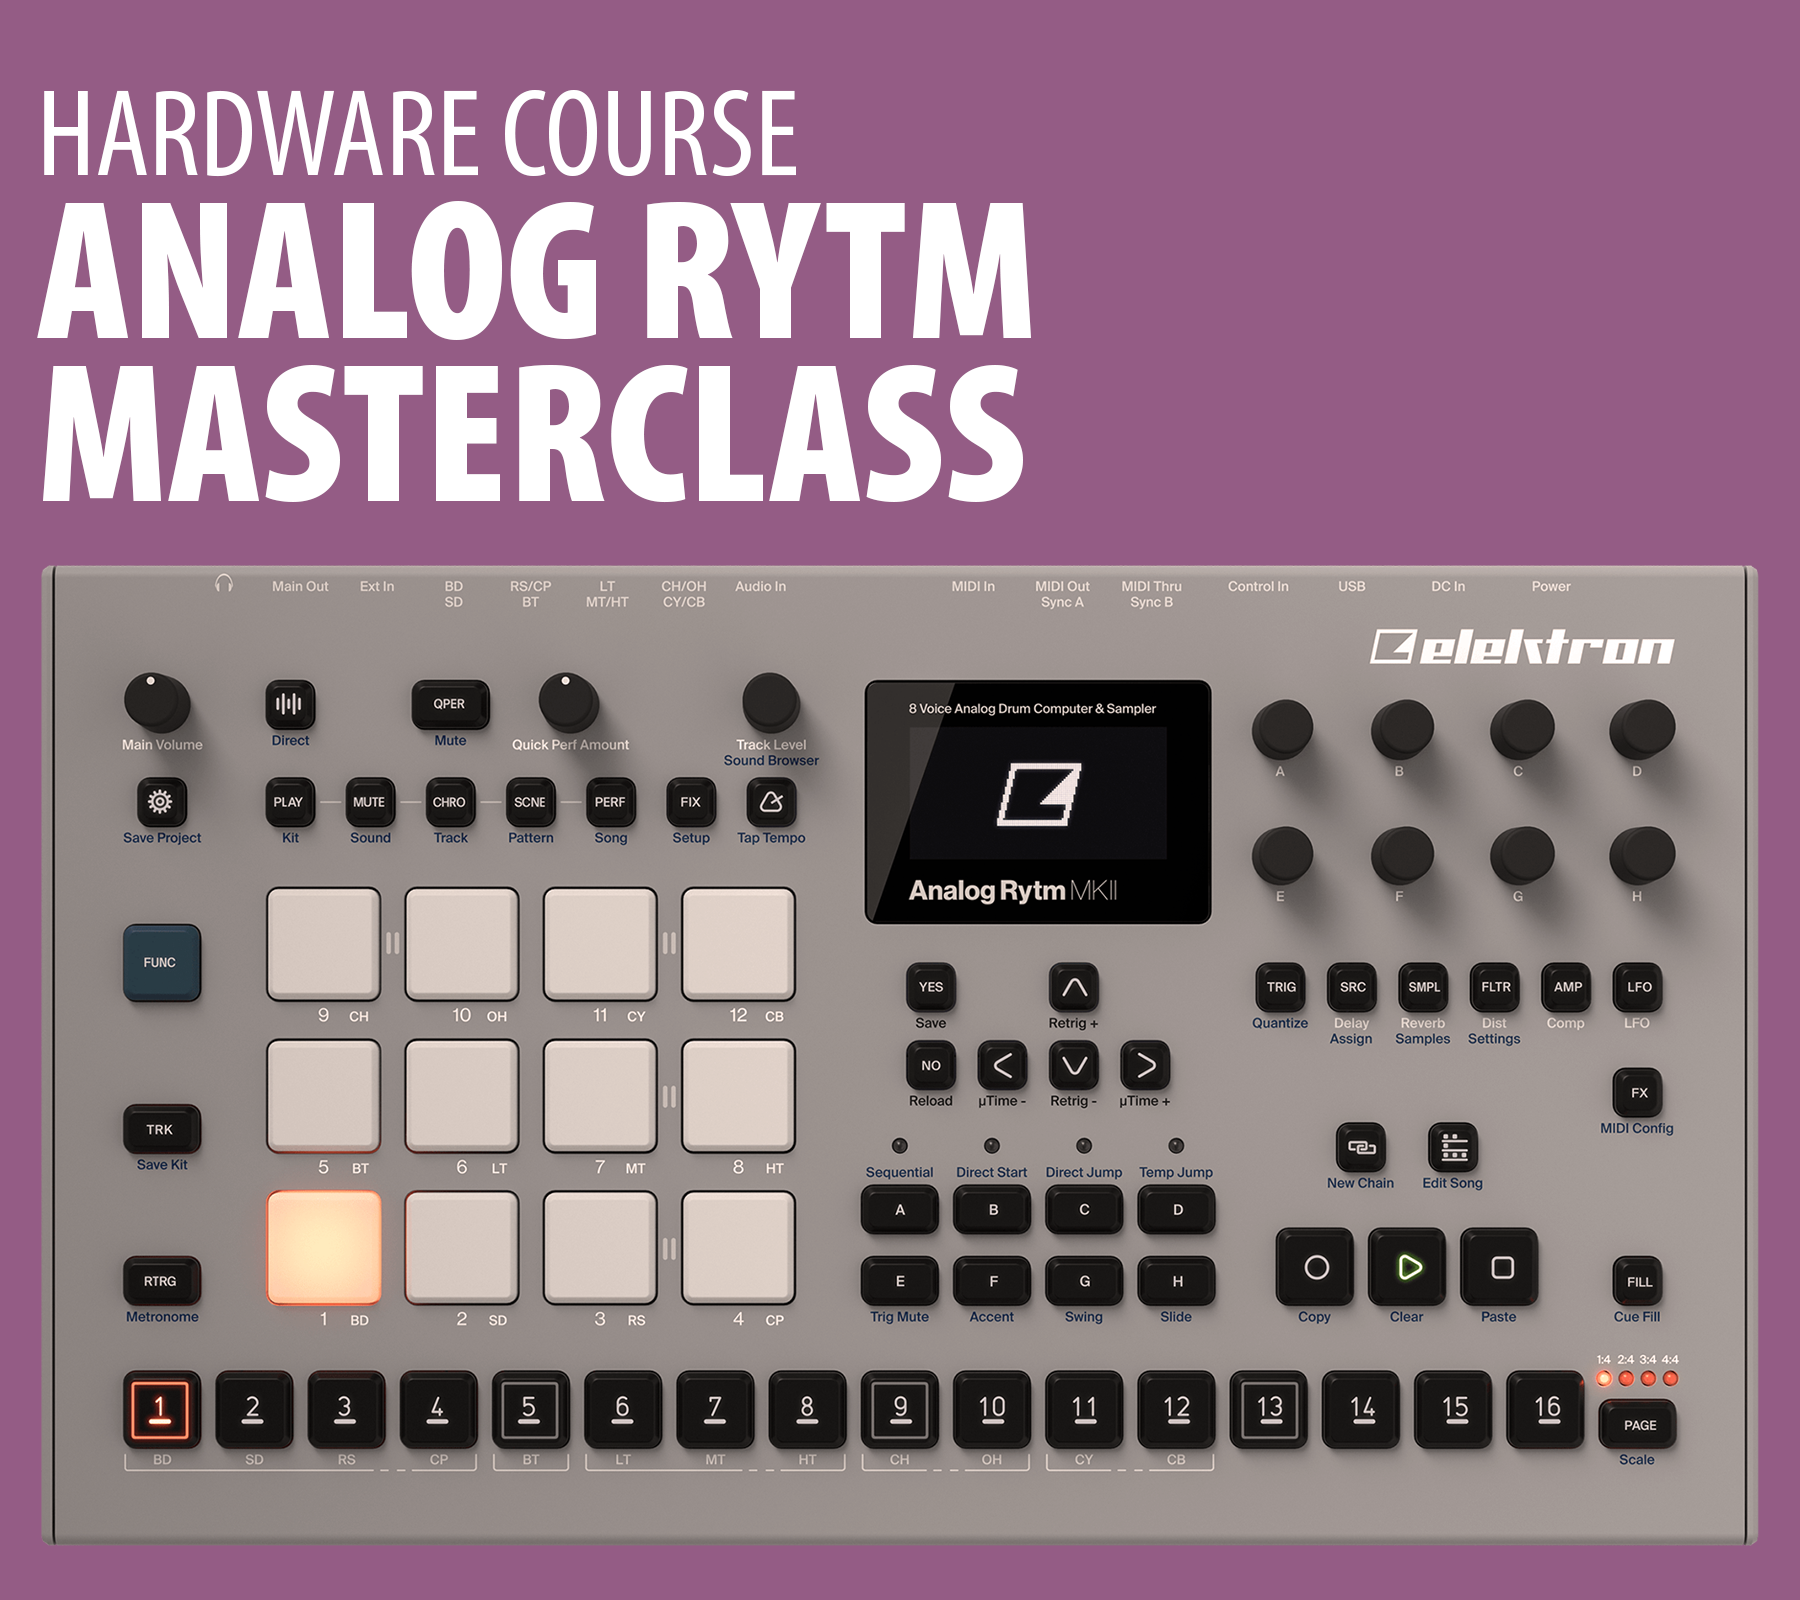 HARDWARE COURSE
ANALOG RYTM
MASTERCLASS
Main Out Ext In BD RS/CP LT CH/OH Audio In MIDI In MIDI Out MIDI Thru Control In USB DC In Power
SD BT MT/HT CY/CB Sync A Sync B
elektron
8 Voice Analog Drum Computer & Sampler
QPER
Main Volume Direct Mute Quick Perf Amount Track Level
Sound Browser
A B C D
PLAY MUTE CHRO SCNE PERF FIX
Save Project Kit Sound Track Pattern Song Setup Tap Tempo
Analog Rytm MKII
E F G H
FUNC
YES TRIG SRC SMPL FLTR AMP LFO
9 CH 10 OH 11 CY 12 CB
Save Retrig + Quantize Delay Reverb Dist Comp LFO
Assign Samples Settings
NO
Reload µTime - Retrig - µTime +
FX
MIDI Config
TRK
Save Kit
5 BT 6 LT 7 MT 8 HT
Sequential Direct Start Direct Jump Temp Jump
New Chain Edit Song
A B C D
RTRG
Metronome
E F G H
FILL
1 BD 2 SD 3 RS 4 CP
Trig Mute Accent Swing Slide Copy Clear Paste Cue Fill
1:4 2:4 3:4 4:4
1 2 3 4 5 6 7 8 9 10 11 12 13 14 15 16 PAGE
BD SD RS CP BT LT MT HT CH OH CY CB Scale